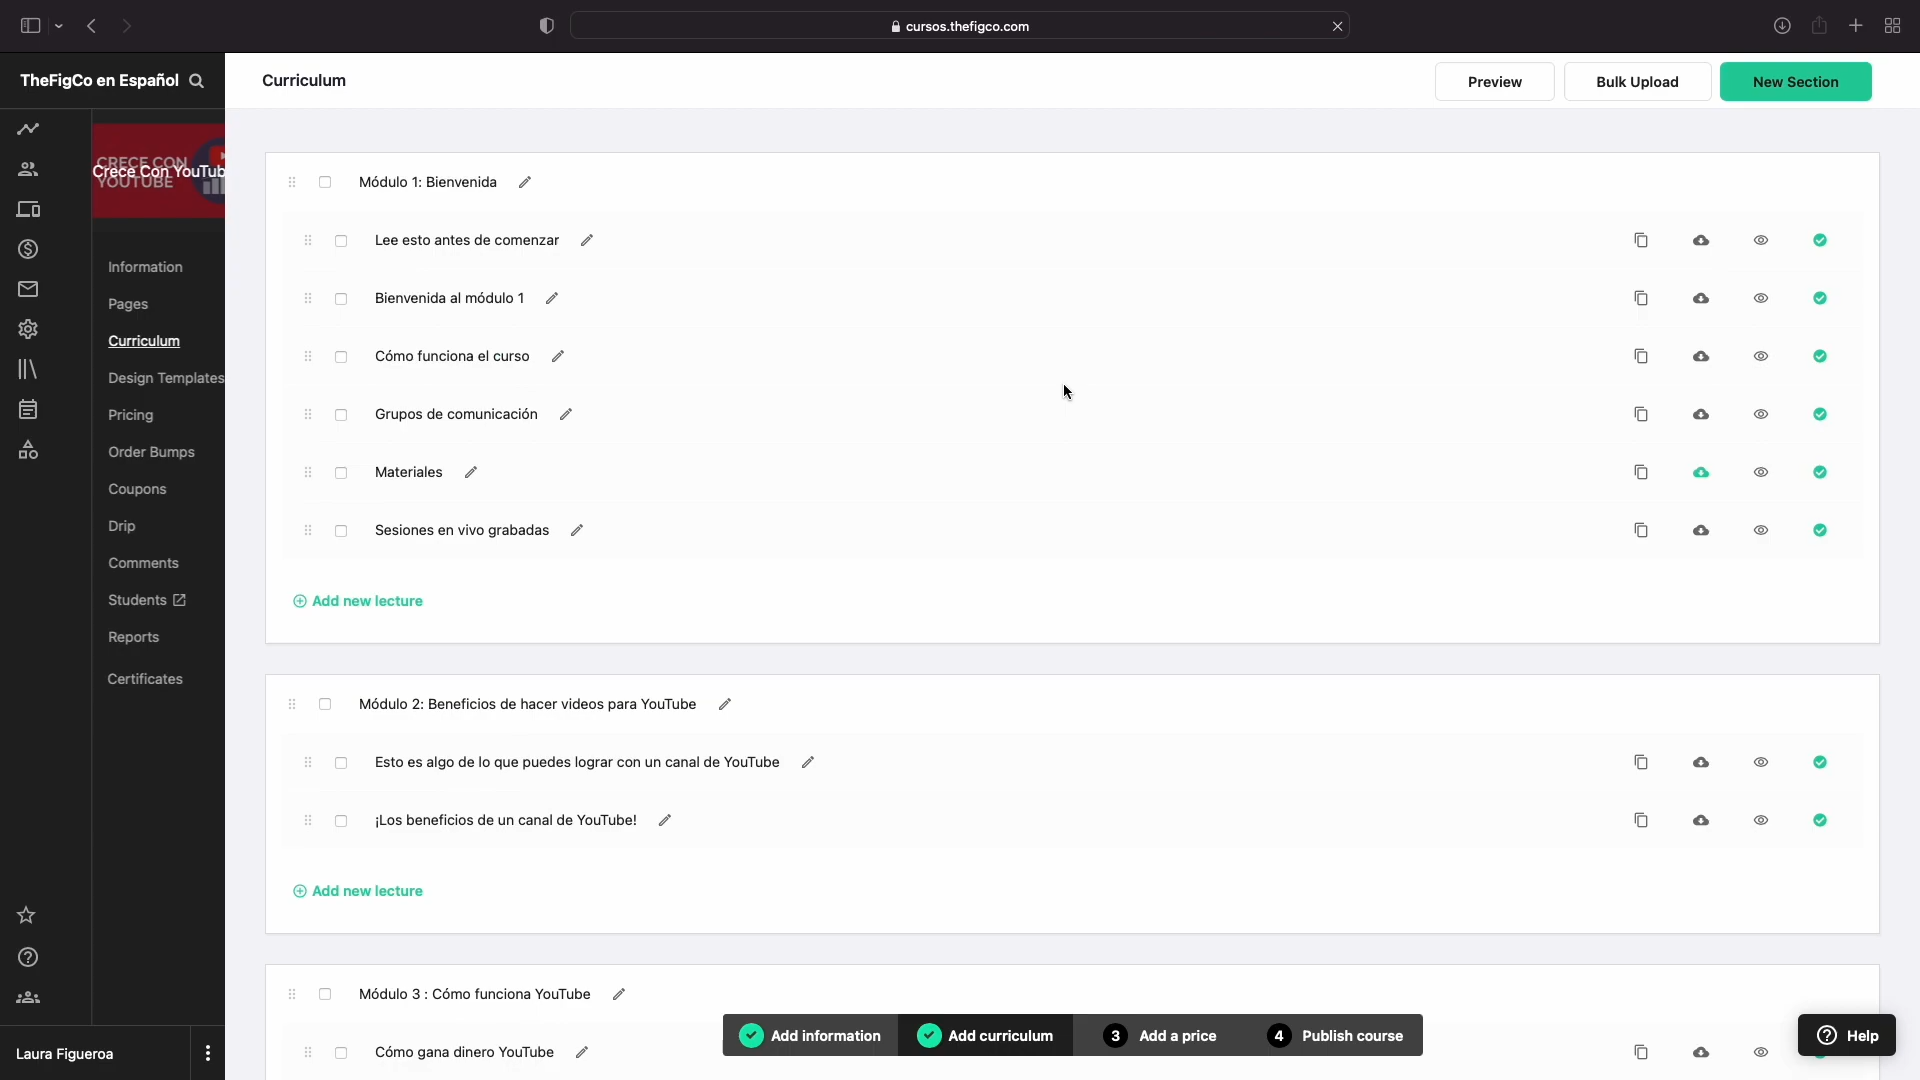 cursos.thefigco.com
TheFigCo en Español
Curriculum
Preview
Bulk Upload
New Section
CRECE CON
YOUTUBE
Crece Con YouTub
Information
Pages
Curriculum
Design Templates
Pricing
Order Bumps
Coupons
Drip
Comments
Students
Reports
Certificates
Laura Figueroa
Módulo 1: Bienvenida
Lee esto antes de comenzar
Bienvenida al módulo 1
Cómo funciona el curso
Grupos de comunicación
Materiales
Sesiones en vivo grabadas
Add new lecture
Módulo 2: Beneficios de hacer videos para YouTube
Esto es algo de lo que puedes lograr con un canal de YouTube
¡Los beneficios de un canal de YouTube!
Add new lecture
Módulo 3 : Cómo funciona YouTube
Cómo gana dinero YouTube
Add information
Add curriculum
3 Add a price
4 Publish course
Help